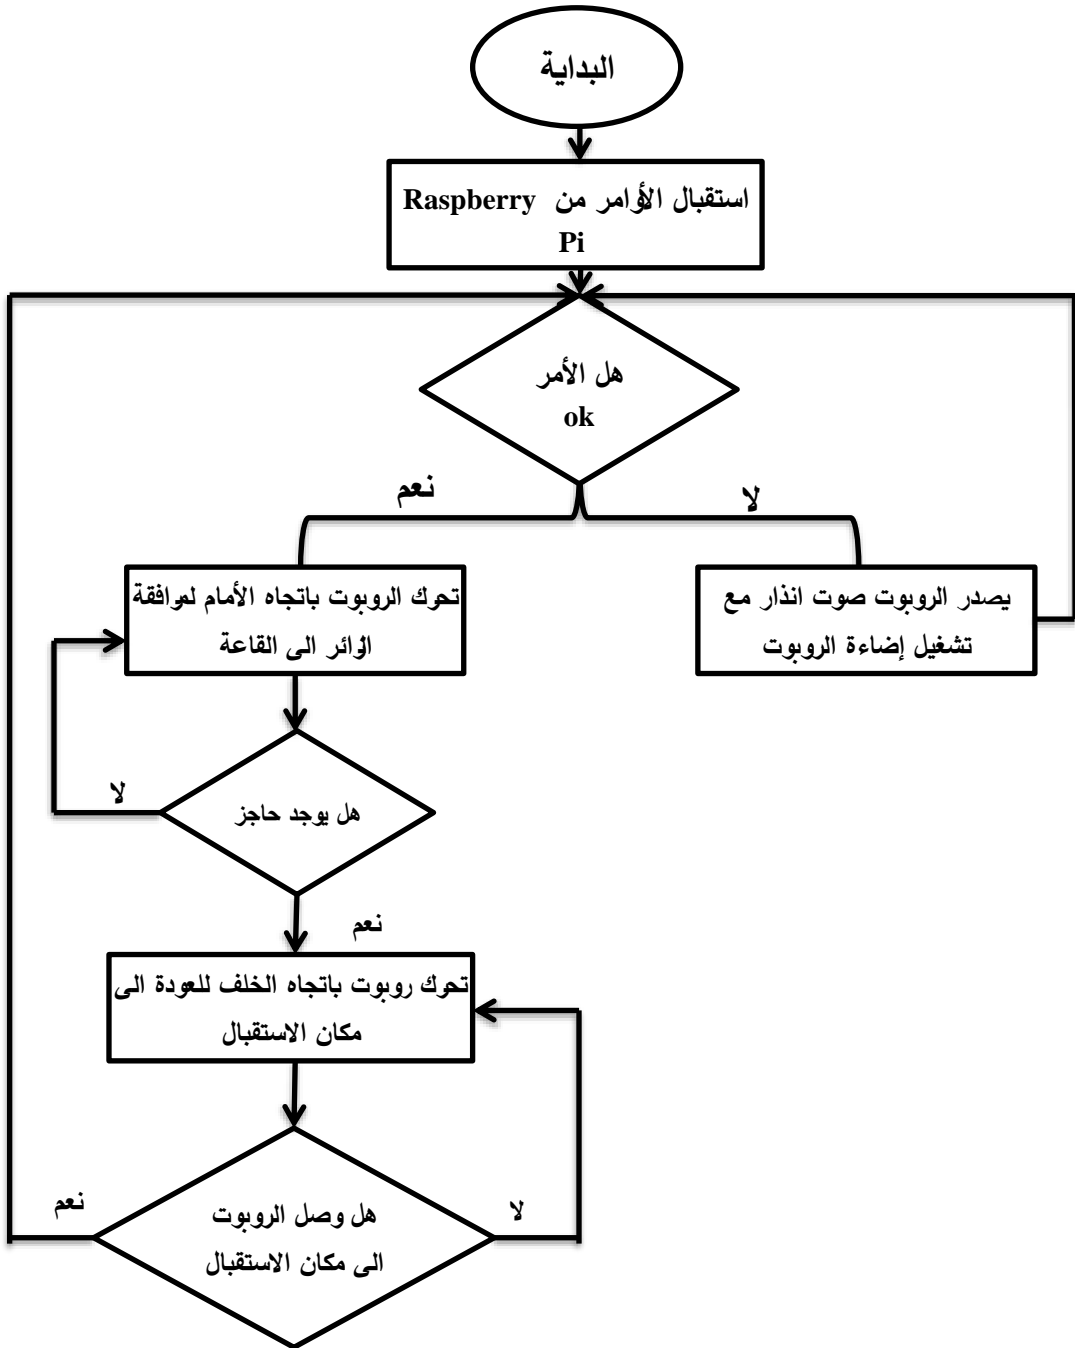 البداية
استقبال الأوامر من Raspberry
Pi
هل الأمر
ok
نعم
لا
تحرك الروبوت باتجاه الأمام لموافقة
الزائر الى القاعة
يصدر الروبوت صوت انذار مع
تشغيل إضاءة الروبوت
لا
هل يوجد حاجز
نعم
تحرك روبوت باتجاه الخلف للعودة الى
مكان الاستقبال
نعم
هل وصل الروبوت
الى مكان الاستقبال
لا